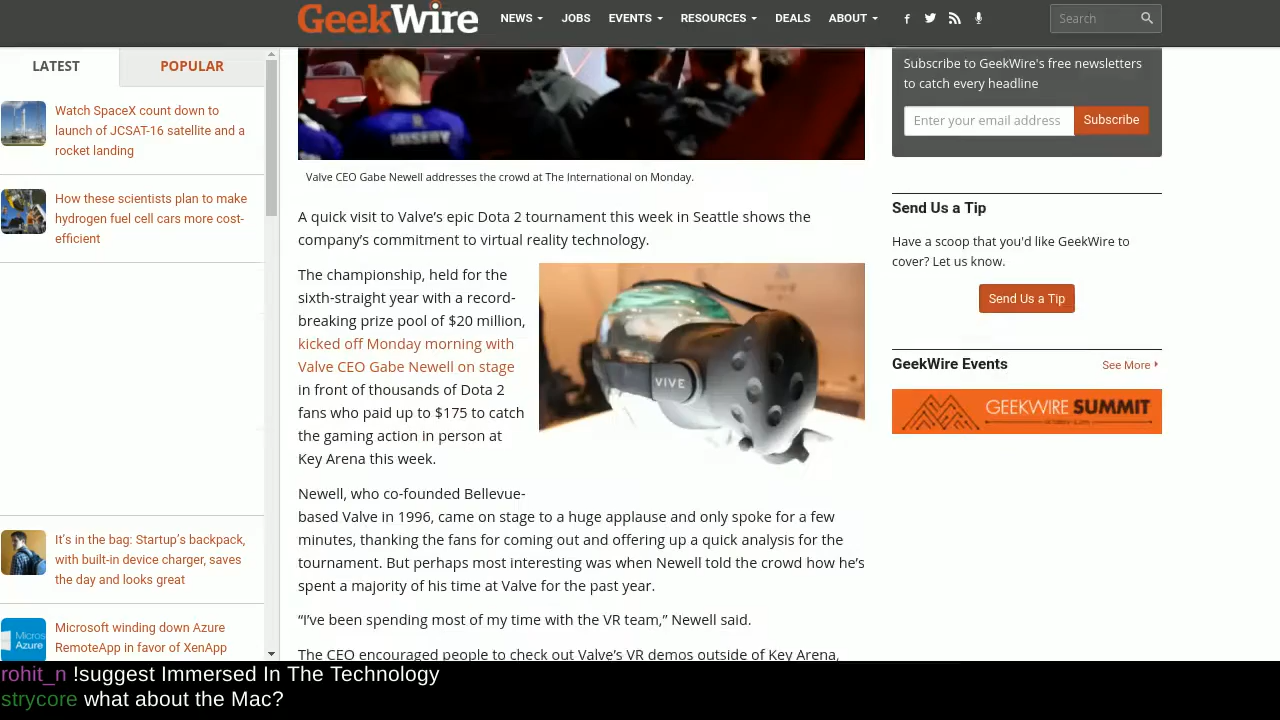 GeekWire
NEWS
JOBS
EVENTS
RESOURCES
DEALS
ABOUT
Search
LATEST
POPULAR
Watch SpaceX count down to
launch of JCSAT-16 satellite and a
rocket landing
How these scientists plan to make
hydrogen fuel cell cars more cost-
efficient
It's in the bag: Startup's backpack,
with built-in device charger, saves
the day and looks great
Micros
Azure
Microsoft winding down Azure
RemoteApp in favor of XenApp
MISERY
Valve CEO Gabe Newell addresses the crowd at The International on Monday.
A quick visit to Valve's epic Dota 2 tournament this week in Seattle shows the
company's commitment to virtual reality technology.
The championship, held for the
sixth-straight year with a record-
breaking prize pool of $20 million,
kicked off Monday morning with
Valve CEO Gabe Newell on stage
in front of thousands of Dota 2
fans who paid up to $175 to catch
the gaming action in person at
Key Arena this week.
VIVE
Newell, who co-founded Bellevue-
based Valve in 1996, came on stage to a huge applause and only spoke for a few
minutes, thanking the fans for coming out and offering up a quick analysis for the
tournament. But perhaps most interesting was when Newell told the crowd how he's
spent a majority of his time at Valve for the past year.
“I've been spending most of my time with the VR team,” Newell said.
The CEO encouraged people to check out Valve's VR demos outside of Key Arena,
Subscribe to GeekWire's free newsletters
to catch every headline
Enter your email address
Subscribe
Send Us a Tip
Have a scoop that you'd like GeekWire to
cover? Let us know.
Send Us a Tip
GeekWire Events
See More
GEEKWIRE SUMMIT
rohit_n !suggest Immersed In The Technology
strycore what about the Mac?